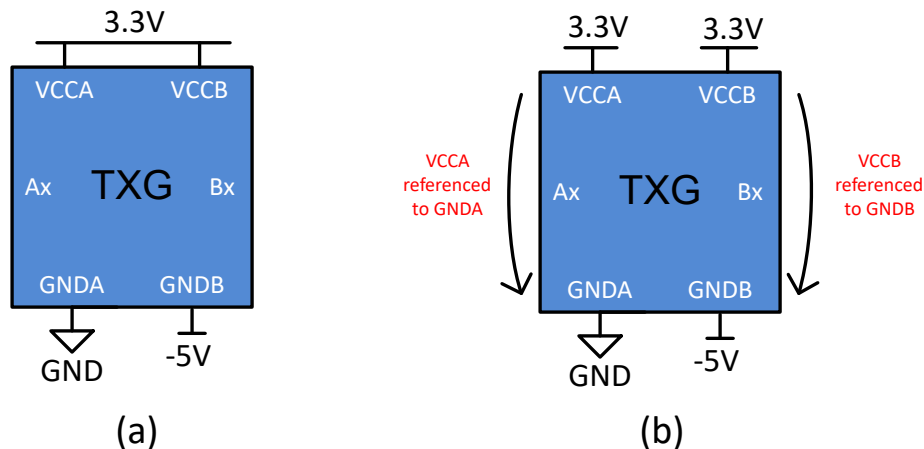 3.3V
VCCA VCCB
Ax TXG Bx
GNDA GNDB
GND -5V
(a)
3.3V 3.3V
VCCA VCCB
VCCA
referenced
to GNDA
Ax TXG Bx
VCCB
referenced
to GNDB
GNDA GNDB
GND -5V
(b)